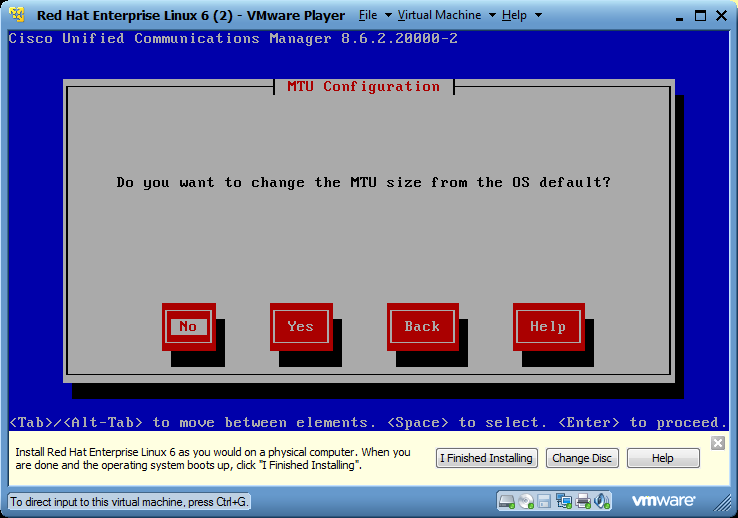 Red Hat Enterprise Linux 6 (2) - VMware Player File Virtual Machine Help
Cisco Unified Communications Manager 8.6.2.20000-2
MTU Configuration
Do you want to change the MTU size from the OS default?
No Yes Back Help
<Tab>/<Alt-Tab> to move between elements. <Space> to select. <Enter> to proceed.
Install Red Hat Enterprise Linux 6 as you would on a physical computer. When you
are done and the operating system boots up, click "I Finished Installing".
I Finished Installing Change Disc Help
To direct input to this virtual machine, press Ctrl+G.
vmware